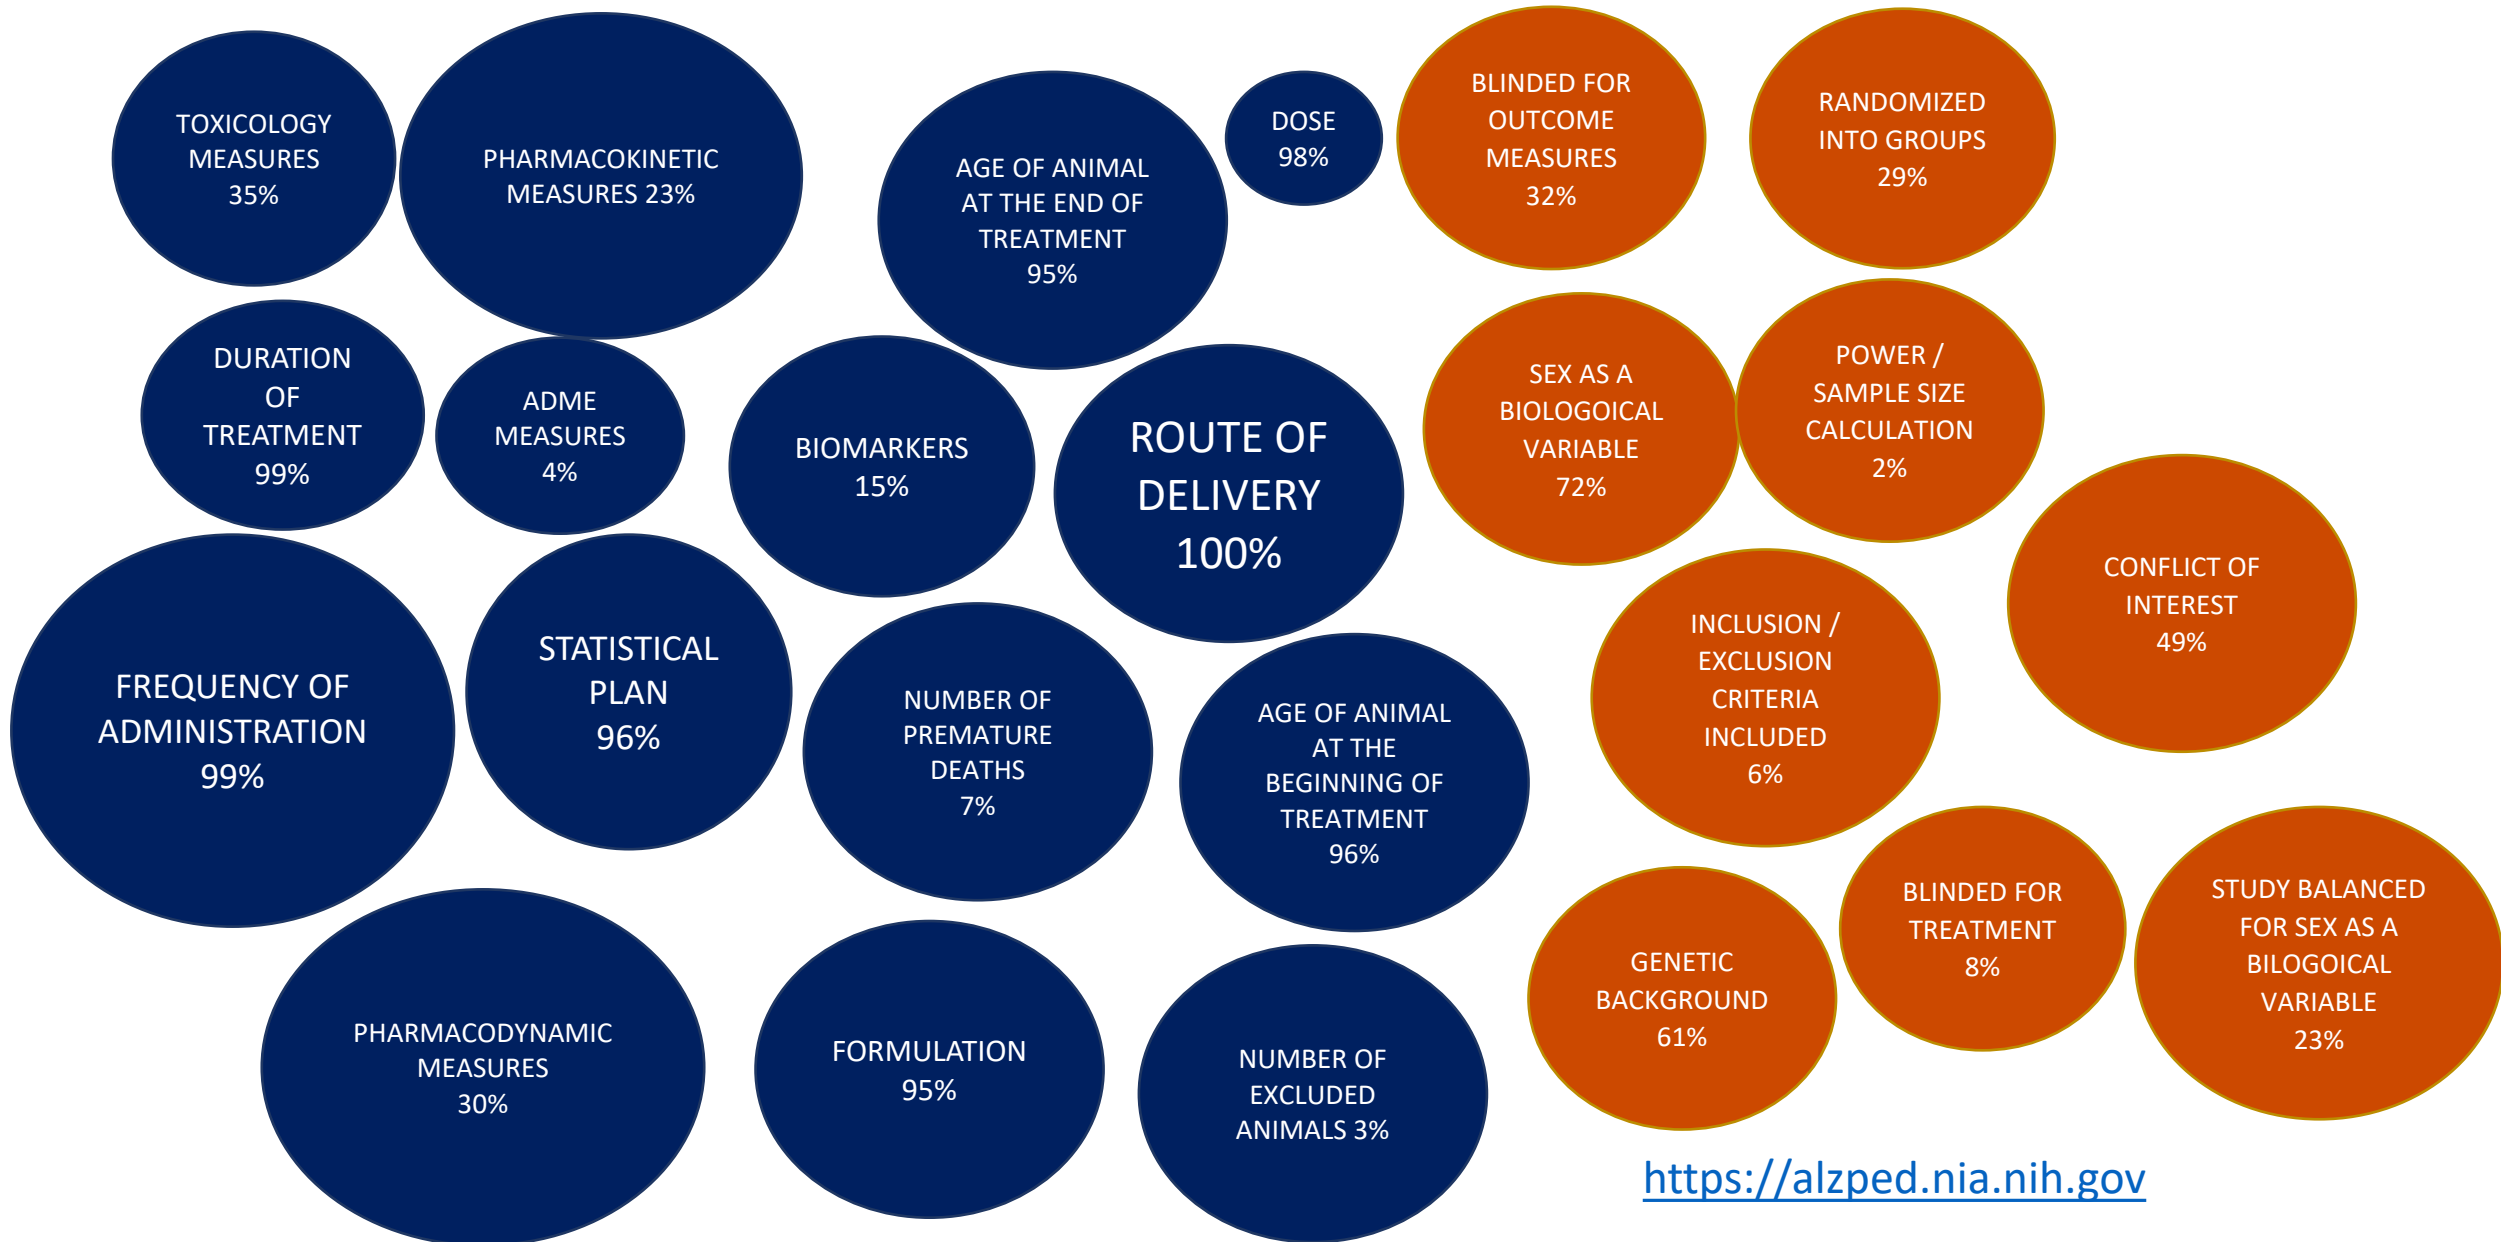 TOXICOLOGY
MEASURES
35%
PHARMACOKINETIC
MEASURES 23%
AGE OF ANIMAL
AT THE END OF
TREATMENT
95%
DOSE
98%
BLINDED FOR
OUTCOME
MEASURES
32%
RANDOMIZED
INTO GROUPS
29%
DURATION
OF
TREATMENT
99%
ADME
MEASURES
4%
BIOMARKERS
15%
ROUTE OF
DELIVERY
100%
SEX AS A
BIOLOGOICAL
VARIABLE
72%
POWER /
SAMPLE SIZE
CALCULATION
2%
CONFLICT OF
INTEREST
49%
FREQUENCY OF
ADMINISTRATION
99%
STATISTICAL
PLAN
96%
NUMBER OF
PREMATURE
DEATHS
7%
AGE OF ANIMAL
AT THE
BEGINNING OF
TREATMENT
96%
INCLUSION /
EXCLUSION
CRITERIA
INCLUDED
6%
GENETIC
BACKGROUND
61%
BLINDED FOR
TREATMENT
8%
STUDY BALANCED
FOR SEX AS A
BILOGOICAL
VARIABLE
23%
PHARMACODYNAMIC
MEASURES
30%
FORMULATION
95%
NUMBER OF
EXCLUDED
ANIMALS 3%
https://alzped.nia.nih.gov